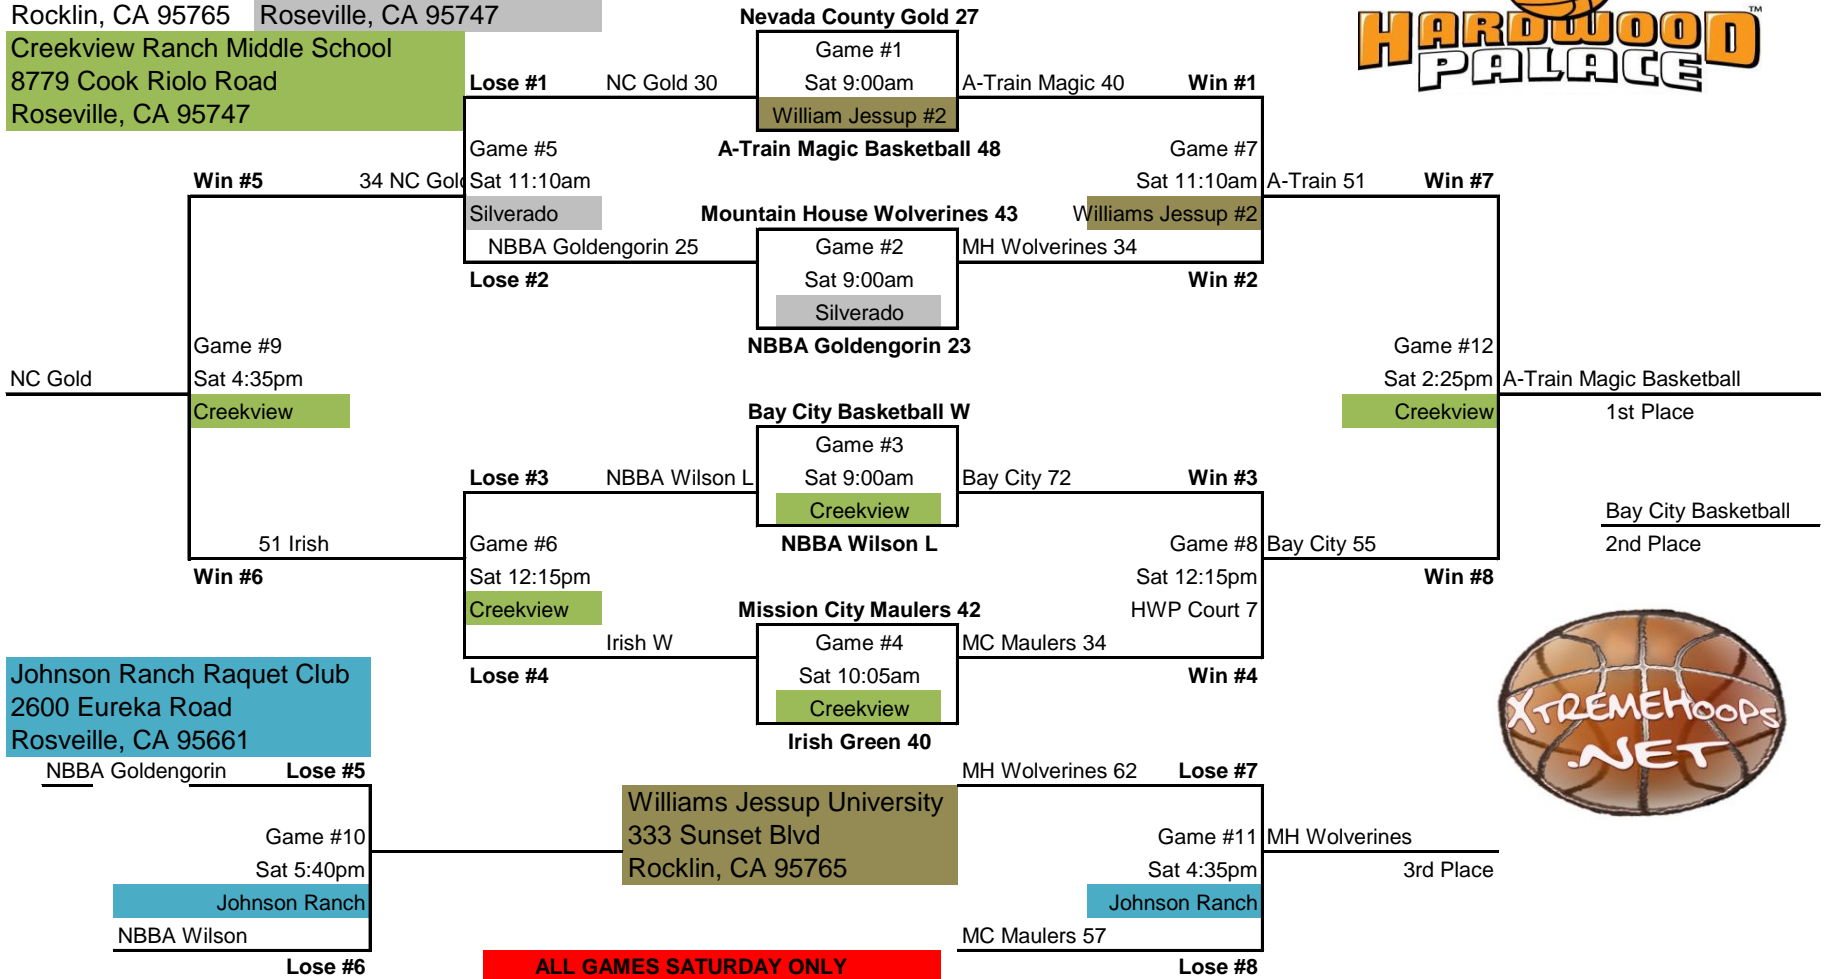 Rocklin, CA 95765 Roseville, CA 95747
Nevada County Gold 27
HARDWOOD PALACE TM
Creekview Ranch Middle School
8779 Cook Riolo Road
Roseville, CA 95747
Game #1
Sat 9:00am
William Jessup #2
Lose #1 NC Gold 30
A-Train Magic 40 Win #1
A-Train Magic Basketball 48
Game #5
Sat 11:10am
Silverado
Game #7
Sat 11:10am
Williams Jessup #2
Win #5 34 NC Gold
A-Train 51 Win #7
Mountain House Wolverines 43
NBBA Goldengorin 25
Game #2
Sat 9:00am
Silverado
MH Wolverines 34
Lose #2
Win #2
NBBA Goldengorin 23
Game #9
Sat 4:35pm
Creekview
NC Gold
Game #12
Sat 2:25pm
Creekview
A-Train Magic Basketball
1st Place
Bay City Basketball W
Game #3
Sat 9:00am
Creekview
Lose #3 NBBA Wilson L
Bay City 72 Win #3
Bay City Basketball
2nd Place
NBBA Wilson L
51 Irish
Win #6
Game #6
Sat 12:15pm
Creekview
Game #8
Sat 12:15pm
HWP Court 7
Bay City 55
Win #8
Mission City Maulers 42
Irish W
Game #4
Sat 10:05am
Creekview
MC Maulers 34
Lose #4
Win #4
Irish Green 40
Johnson Ranch Raquet Club
2600 Eureka Road
Rosveille, CA 95661
XTREMEHOOPS
.NET
NBBA Goldengorin Lose #5
MH Wolverines 62 Lose #7
Williams Jessup University
333 Sunset Blvd
Rocklin, CA 95765
Game #10
Sat 5:40pm
Johnson Ranch
Game #11
Sat 4:35pm
Johnson Ranch
MH Wolverines
3rd Place
NBBA Wilson
MC Maulers 57
Lose #6
ALL GAMES SATURDAY ONLY
Lose #8